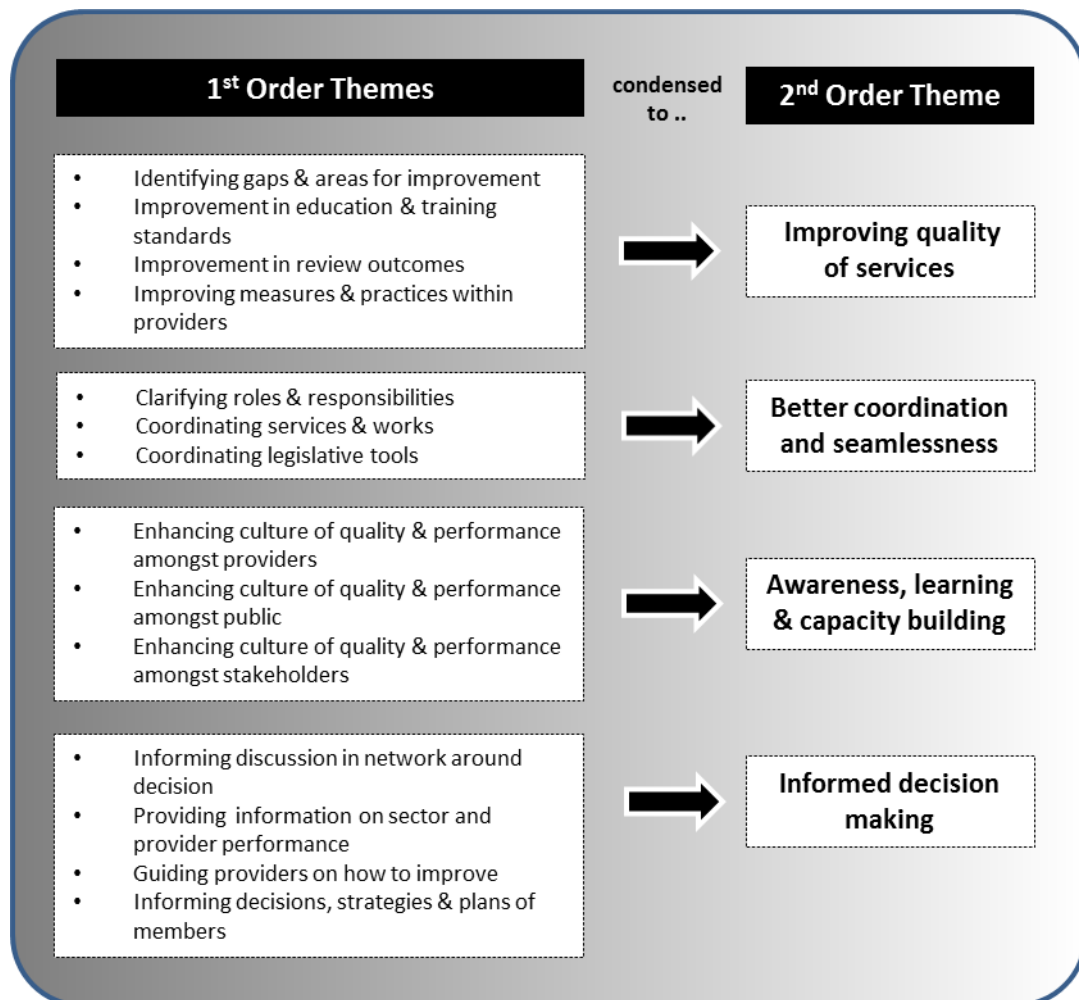 1st Order Themes
condensed
to ..
2nd Order Theme
• Identifying gaps & areas for improvement
• Improvement in education & training
standards
• Improvement in review outcomes
• Improving measures & practices within
providers
Improving quality
of services
• Clarifying roles & responsibilities
• Coordinating services & works
• Coordinating legislative tools
Better coordination
and seamlessness
• Enhancing culture of quality & performance
amongst providers
• Enhancing culture of quality & performance
amongst public
• Enhancing culture of quality & performance
amongst stakeholders
Awareness, learning
& capacity building
• Informing discussion in network around
decision
• Providing information on sector and
provider performance
• Guiding providers on how to improve
• Informing decisions, strategies & plans of
members
Informed decision
making